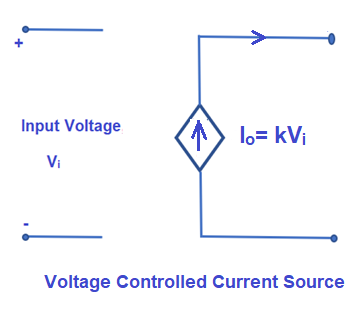 +
Input Voltage
Vi
-
Io= kVi
Voltage Controlled Current Source